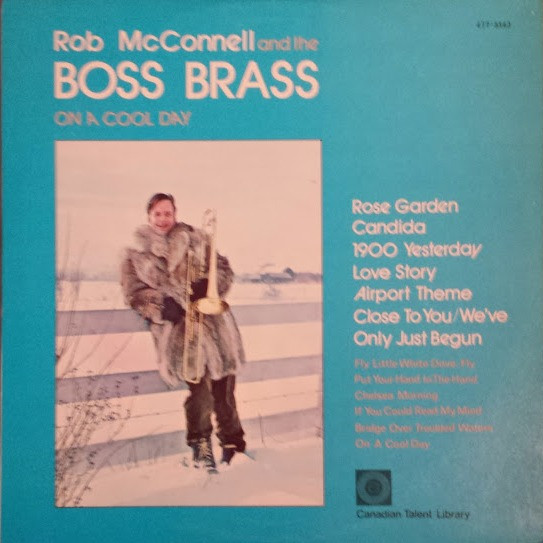 Rob McConnell and the
BOSS BRASS
ON A COOL DAY
Rose Garden
Candida
1900 Yesterday
Love Story
Airport Theme
Close To You/We've
Only Just Begun
Fly Little White Dove, Fly
Put Your Hand In The Hand
Chelsea Morning
If You Could Read My Mind
Bridge Over Troubled Waters
On A Cool Day
Canadian Talent Library